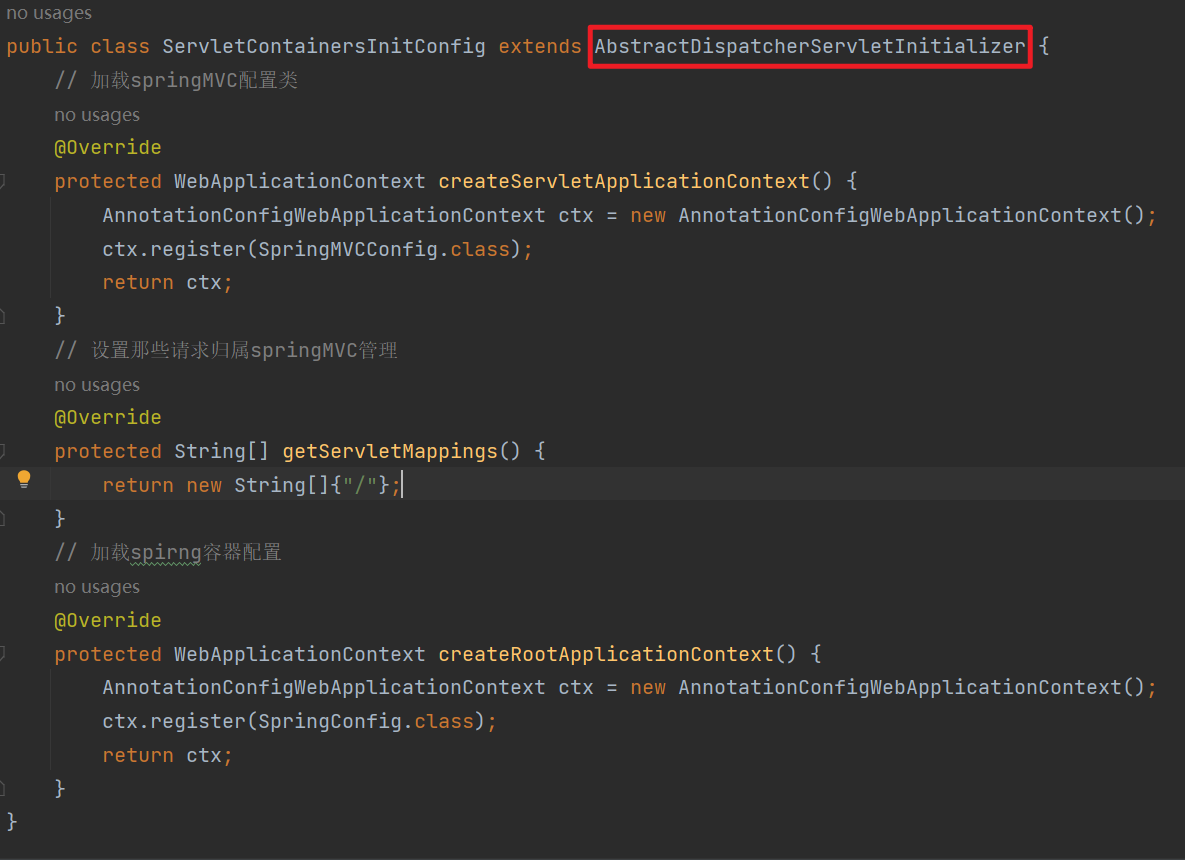 no usages
public class ServletContainersInitConfig extends AbstractDispatcherServletInitializer {
// 加载springMVC配置类
no usages
@Override
protected WebApplicationContext createServletApplicationContext() {
AnnotationConfigWebApplicationContext ctx = new AnnotationConfigWebApplicationContext();
ctx.register(SpringMVCConfig.class);
return ctx;
}
// 设置那些请求归属springMVC管理
no usages
@Override
protected String[] getServletMappings() {
return new String[]{"/"};
}
// 加载spirng容器配置
no usages
@Override
protected WebApplicationContext createRootApplicationContext() {
AnnotationConfigWebApplicationContext ctx = new AnnotationConfigWebApplicationContext();
ctx.register(SpringConfig.class);
return ctx;
}
}